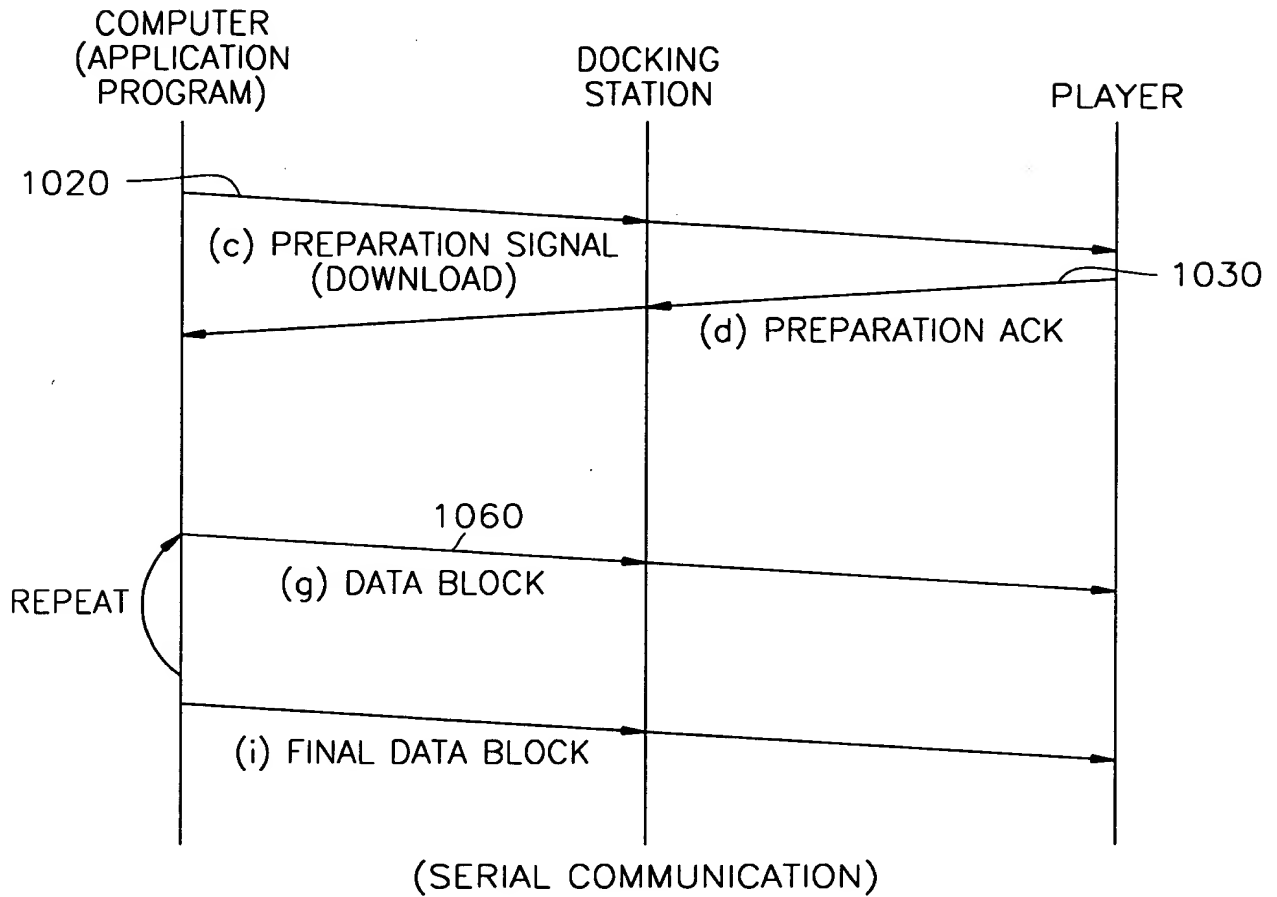 COMPUTER
(APPLICATION
PROGRAM)
DOCKING
STATION
PLAYER
1020
(c) PREPARATION SIGNAL
(DOWNLOAD)
1030
(d) PREPARATION ACK
1060
(g) DATA BLOCK
REPEAT
(i) FINAL DATA BLOCK
(SERIAL COMMUNICATION)